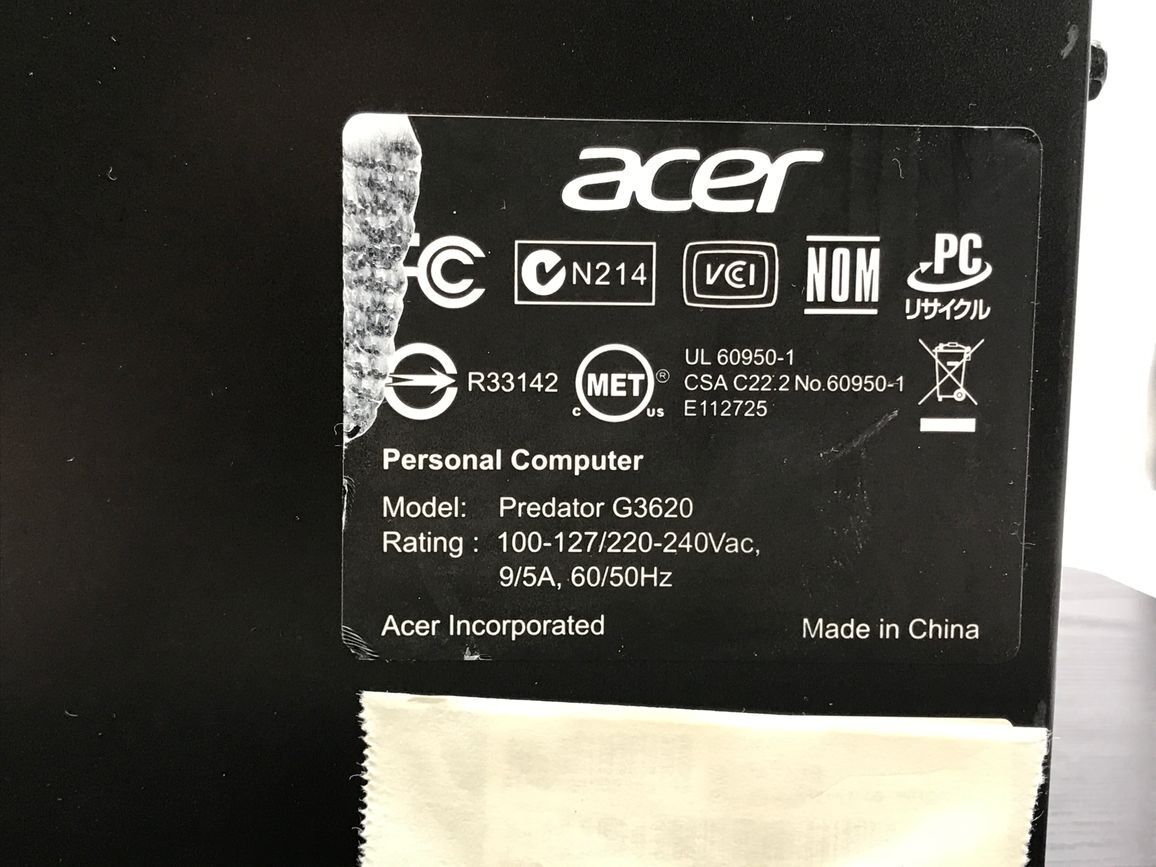 acer
FC N214 VCI NOM PC
リサイクル
R33142 MET ® C US
UL 60950-1
CSA C22.2 No.60950-1
E112725
Personal Computer
Model: Predator G3620
Rating : 100-127/220-240Vac,
9/5A, 60/50Hz
Acer Incorporated Made in China